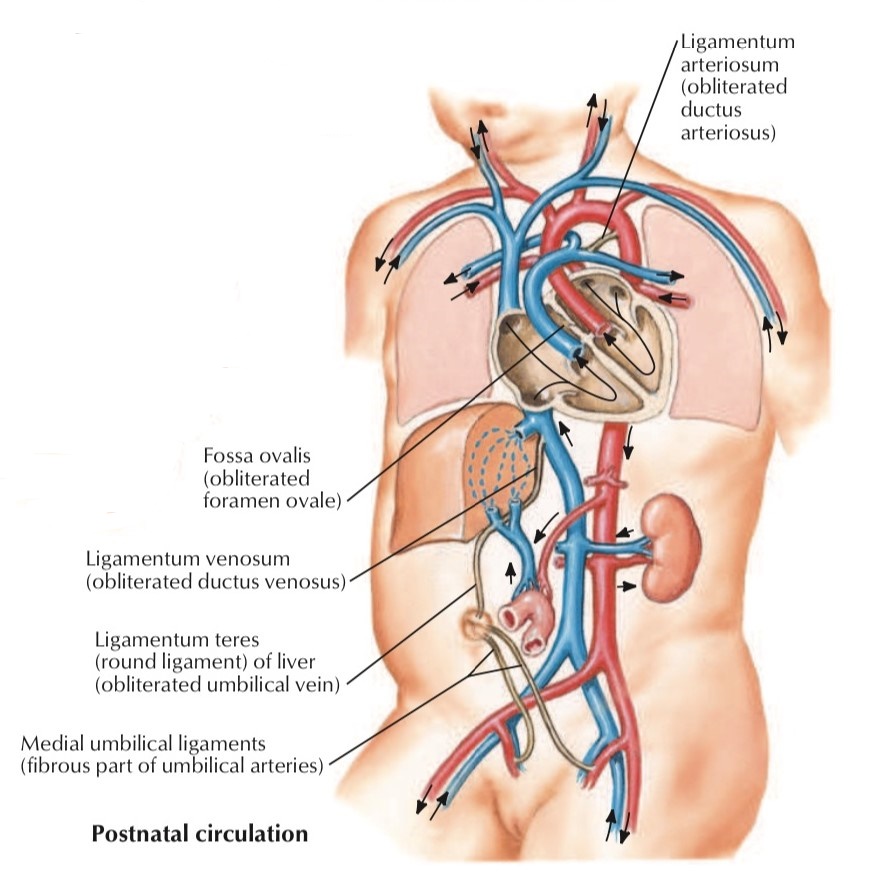 Ligamentum
arteriosum
(obliterated
ductus
arteriosus)
Fossa ovalis
(obliterated
foramen ovale)
Ligamentum venosum
(obliterated ductus venosus)
Ligamentum teres
(round ligament) of liver
(obliterated umbilical vein)
Medial umbilical ligaments
(fibrous part of umbilical arteries)
Postnatal circulation